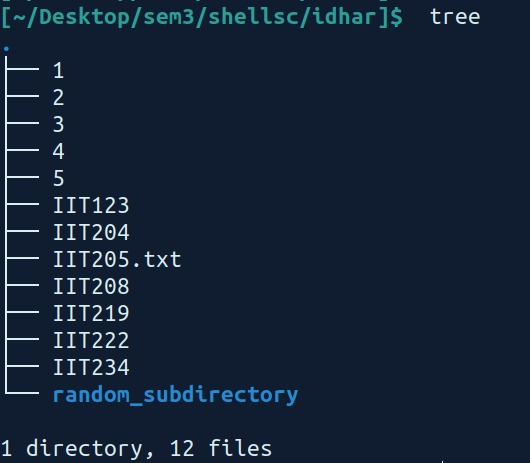 [~/Desktop/sem3/shellsc/idhar]$  tree
.
├── 1
├── 2
├── 3
├── 4
├── 5
├── IIT123
├── IIT204
├── IIT205.txt
├── IIT208
├── IIT219
├── IIT222
├── IIT234
└── random_subdirectory
1 directory, 12 files